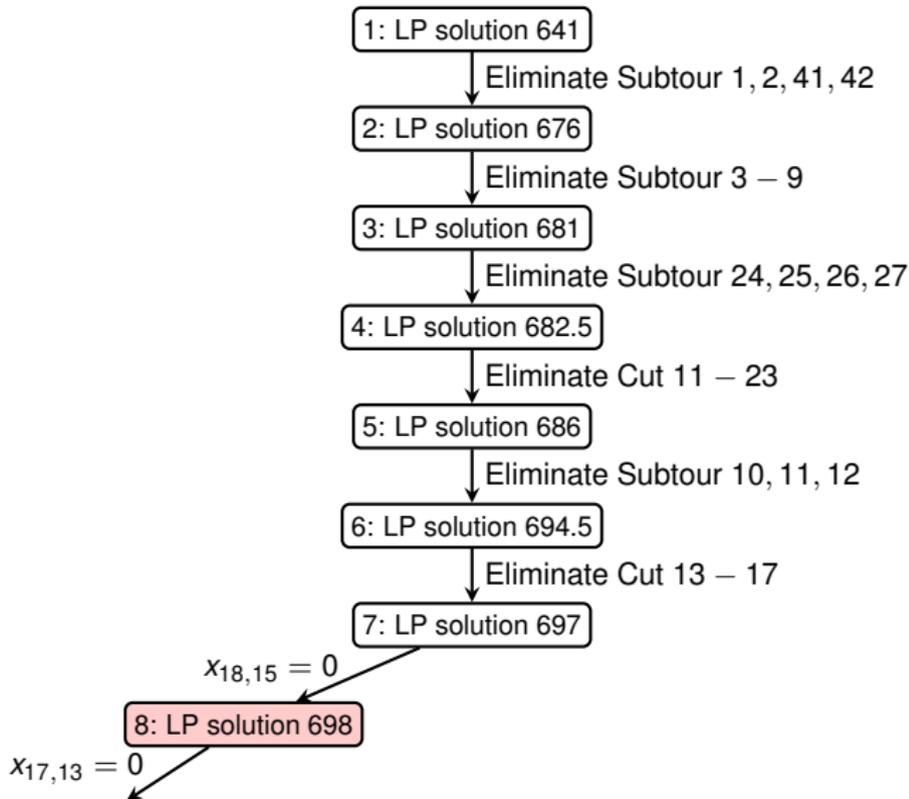 1: LP solution 641
Eliminate Subtour 1, 2, 41, 42
2: LP solution 676
Eliminate Subtour 3 − 9
3: LP solution 681
Eliminate Subtour 24, 25, 26, 27
4: LP solution 682.5
Eliminate Cut 11 − 23
5: LP solution 686
Eliminate Subtour 10, 11, 12
6: LP solution 694.5
Eliminate Cut 13 − 17
7: LP solution 697
x18,15 = 0
8: LP solution 698
x17,13 = 0